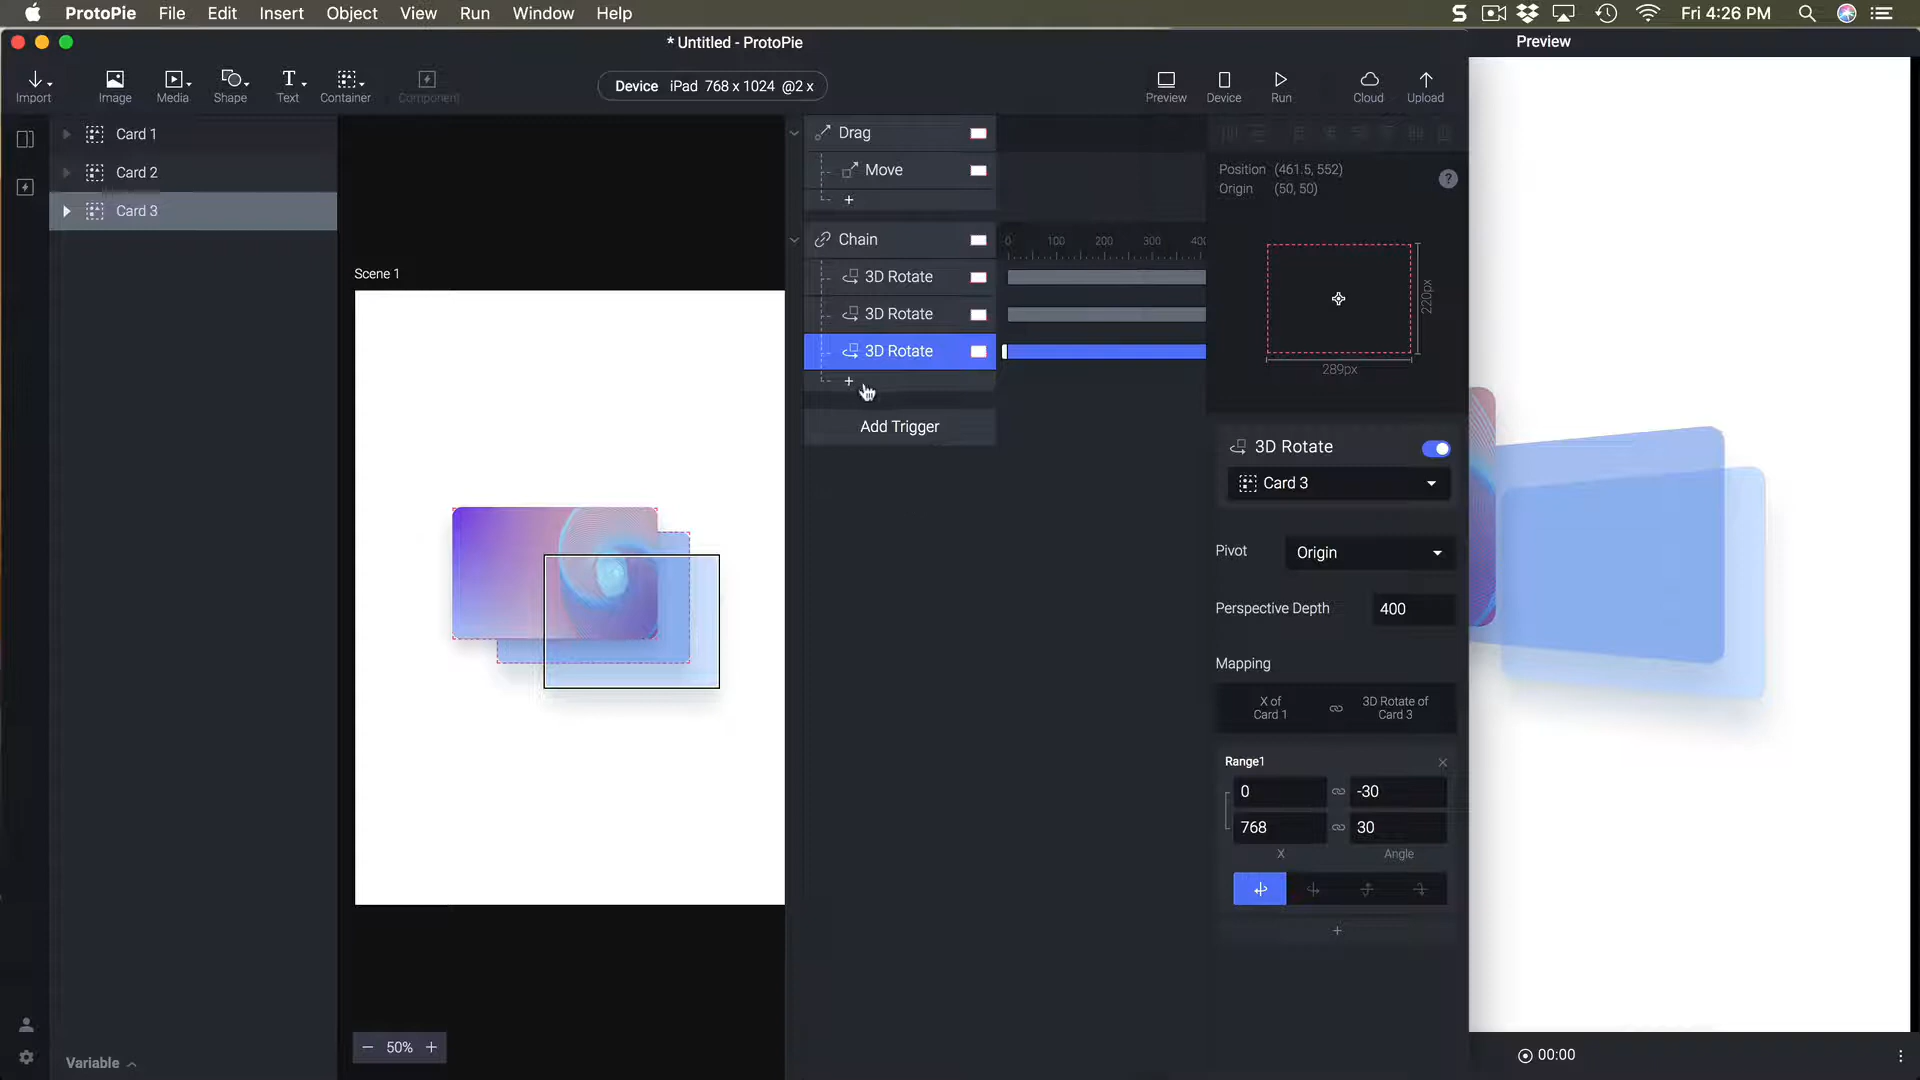 ProtoPie File Edit Insert Object View Run Window Help Fri 4:26 PM
* Untitled - ProtoPie
Preview
Import Image Media Shape Text Container Component
Device iPad 768 x 1024 @2 x
Preview Device Run Cloud Upload
Card 1
Card 2
Card 3
Scene 1
50%
Variable
Drag
Move
+
Chain
0 100 200 300 400
3D Rotate
3D Rotate
3D Rotate
+
Add Trigger
Position (461.5, 552)
Origin (50, 50)
?
220px
289px
3D Rotate
Card 3
Pivot Origin
Perspective Depth 400
Mapping
X of
Card 1
3D Rotate of
Card 3
Range1
0 -30
768 30
X Angle
+
00:00